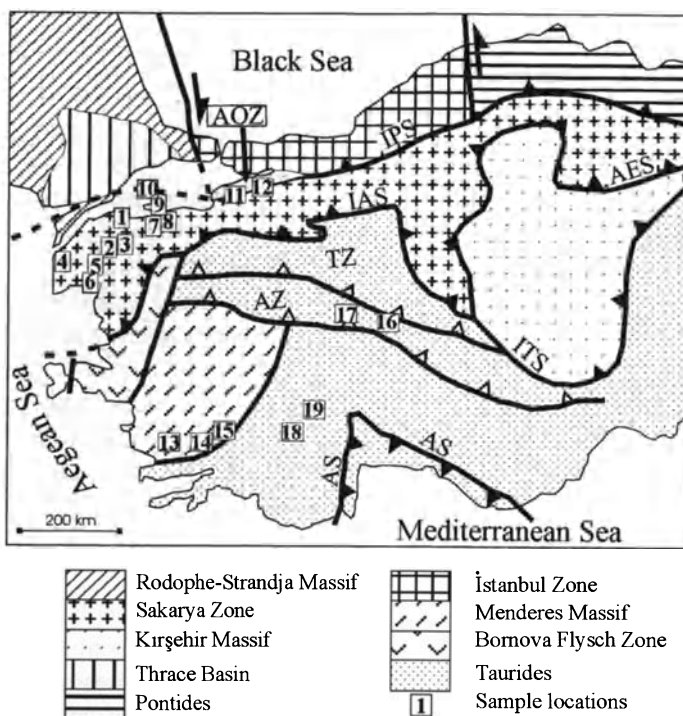 Black Sea
AOZ
IPS
AES
10
9
12
11
1
7
8
IAS
2
3
4
5
6
TZ
AZ
17
16
ITS
19
18
13
14
15
AS
AS
Aegean Sea
200 km
Mediterranean Sea
Rodophe-Strandja Massif
Sakarya Zone
Kırşehir Massif
Thrace Basin
Pontides
İstanbul Zone
Menderes Massif
Bornova Flysch Zone
Taurides
1 Sample locations